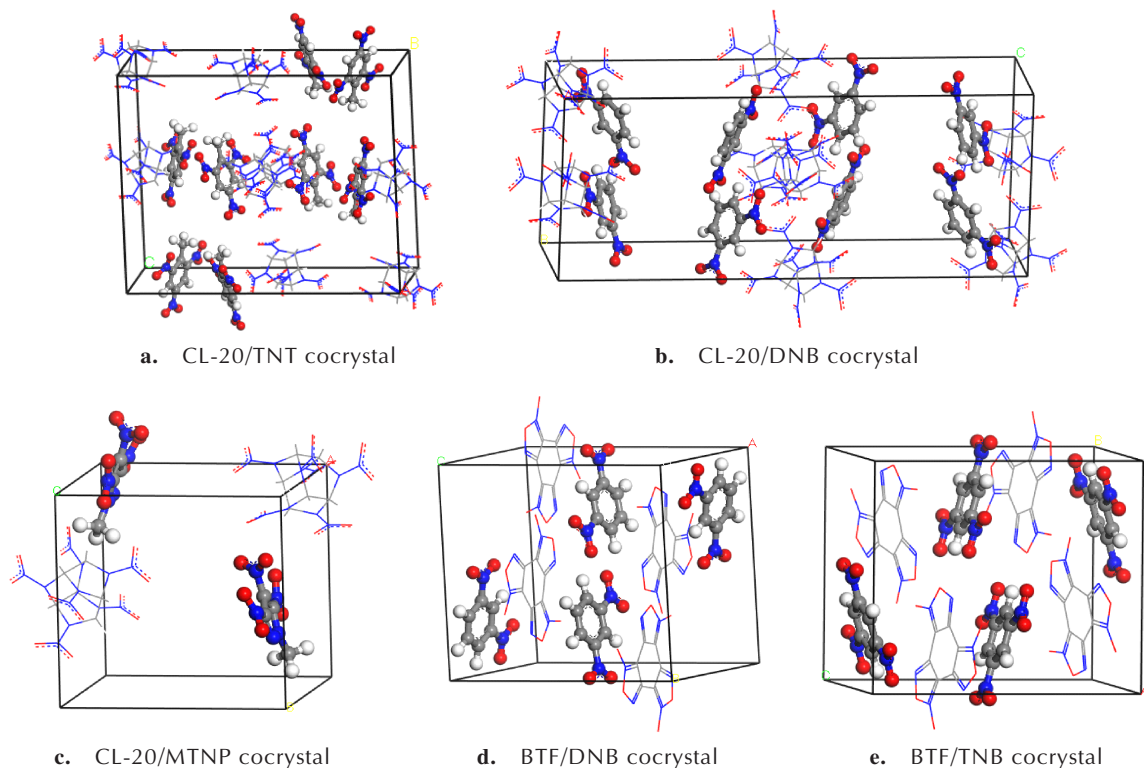 B
C
C
a. CL-20/TNT cocrystal
b. CL-20/DNB cocrystal
C
A
C
B
c. CL-20/MTNP cocrystal
d. BTF/DNB cocrystal
e. BTF/TNB cocrystal